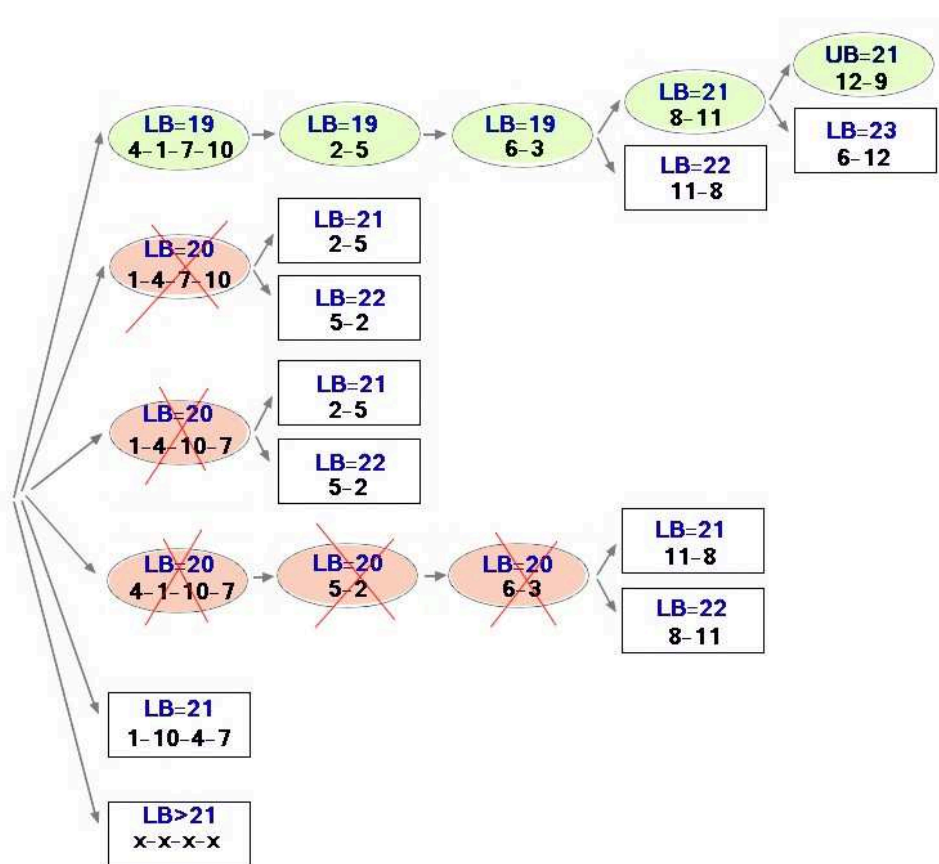 LB=19
4-1-7-10
LB=19
2-5
LB=19
6-3
LB=21
8-11
UB=21
12-9
LB=23
6-12
LB=22
11-8
LB=20
1-4-7-10
LB=21
2-5
LB=22
5-2
LB=20
1-4-10-7
LB=21
2-5
LB=22
5-2
LB=20
4-1-10-7
LB=20
5-2
LB=20
6-3
LB=21
11-8
LB=22
8-11
LB=21
1-10-4-7
LB>21
x-x-x-x